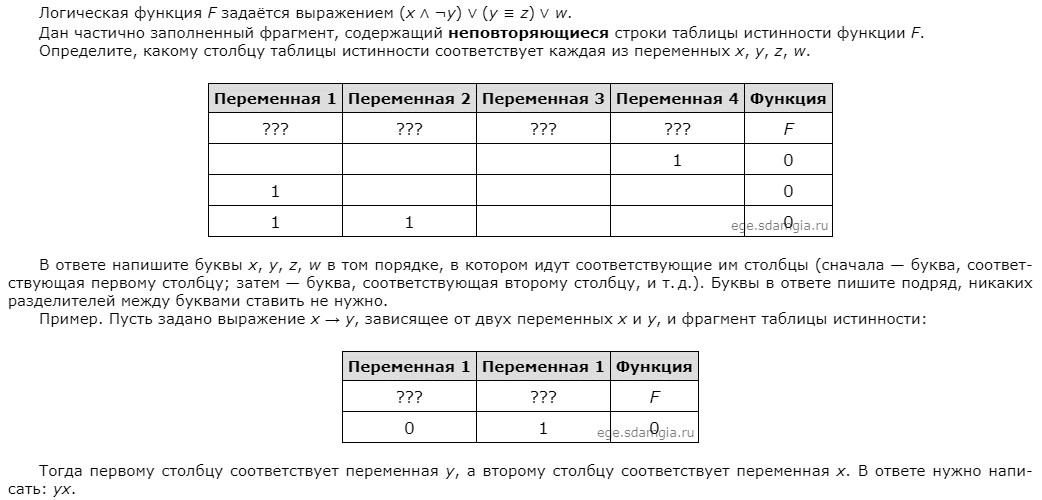 Логическая функция F задаётся выражением (x ∧ ¬y) ∨ (y ≡ z) ∨ w.
Дан частично заполненный фрагмент, содержащий неповторяющиеся строки таблицы истинности функции F.
Определите, какому столбцу таблицы истинности соответствует каждая из переменных x, y, z, w.
Переменная 1 Переменная 2 Переменная 3 Переменная 4 Функция
??? ??? ??? ??? F
1 0
1 0
1 1 0
ege.sdamgia.ru
В ответе напишите буквы x, y, z, w в том порядке, в котором идут соответствующие им столбцы (сначала — буква, соответ-
ствующая первому столбцу; затем — буква, соответствующая второму столбцу, и т. д.). Буквы в ответе пишите подряд, никаких
разделителей между буквами ставить не нужно.
Пример. Пусть задано выражение x → y, зависящее от двух переменных x и y, и фрагмент таблицы истинности:
Переменная 1 Переменная 1 Функция
??? ??? F
0 1 0
ege.sdamgia.ru
Тогда первому столбцу соответствует переменная y, а второму столбцу соответствует переменная x. В ответе нужно напи-
сать: yx.